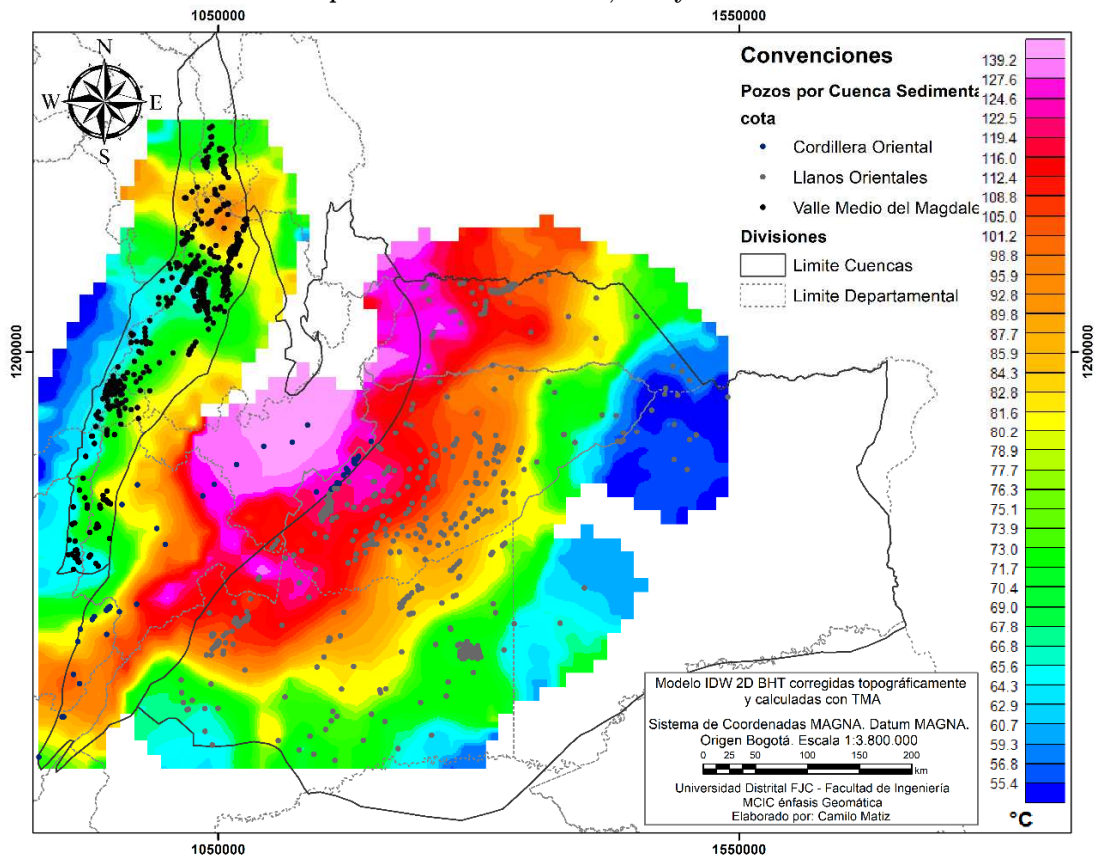 1050000
1550000
N
W
E
S
Convenciones
Pozos por Cuenca Sedimenta
cota
Cordillera Oriental
Llanos Orientales
Valle Medio del Magdale
Divisiones
Limite Cuencas
Limite Departamental
139.2
127.6
124.6
122.5
119.4
116.0
112.4
108.8
105.0
101.2
98.8
95.9
92.8
89.8
87.7
85.9
84.3
82.8
81.6
80.2
78.9
77.7
76.3
75.1
73.9
73.0
71.7
70.4
69.0
67.8
66.8
65.6
64.3
62.9
60.7
59.3
56.8
55.4
°C
1200000
1200000
Modelo IDW 2D BHT corregidas topográficamente
y calculadas con TMA
Sistema de Coordenadas MAGNA. Datum MAGNA.
Origen Bogotá. Escala 1:3.800.000
0 25 50 100 150 200
km
Universidad Distrital FJC - Facultad de Ingeniería
MCIC énfasis Geomática
Elaborado por: Camilo Matiz
1050000
1550000